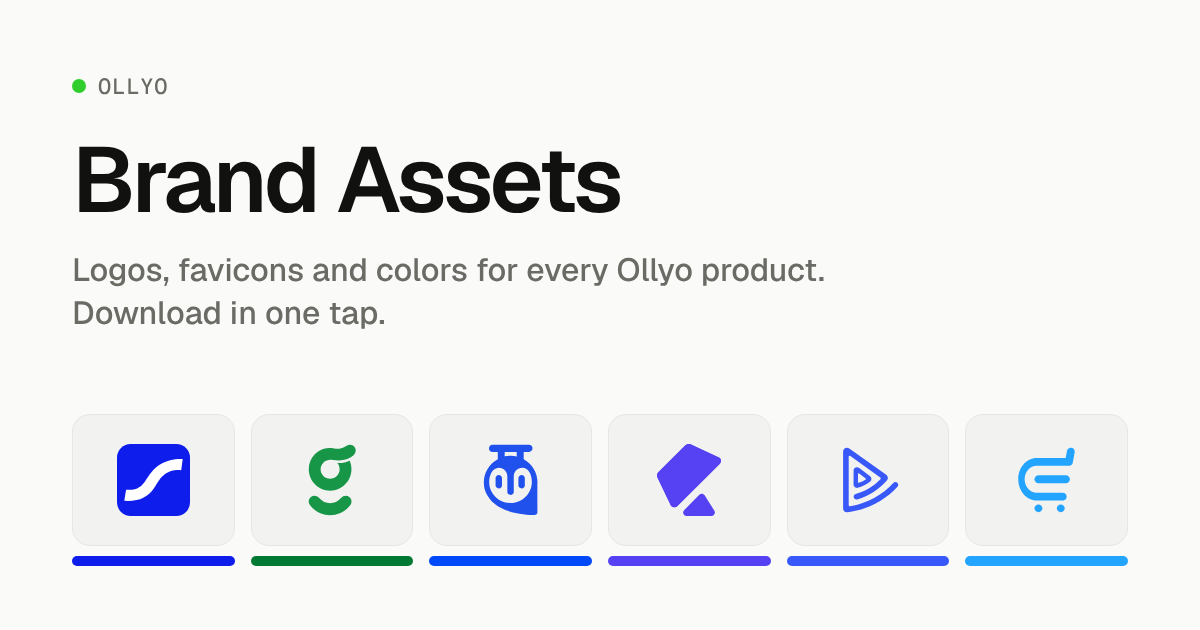 OLLYO
Brand Assets
Logos, favicons and colors for every Ollyo product.
Download in one tap.